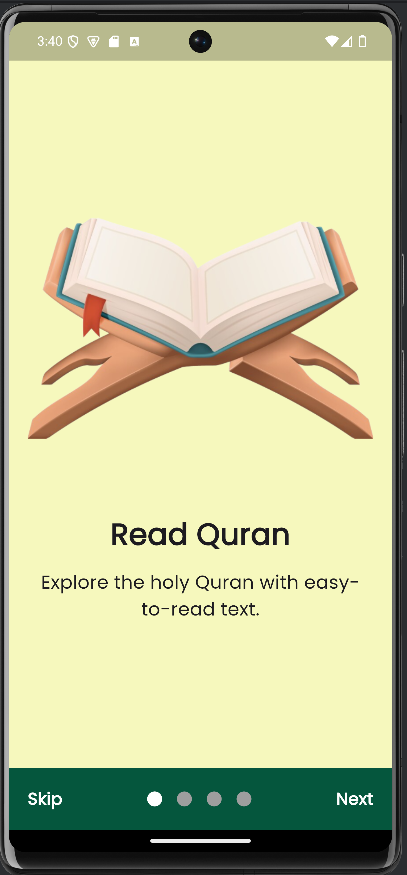 3:40
Read Quran
Explore the holy Quran with easy-
to-read text.
Skip
Next